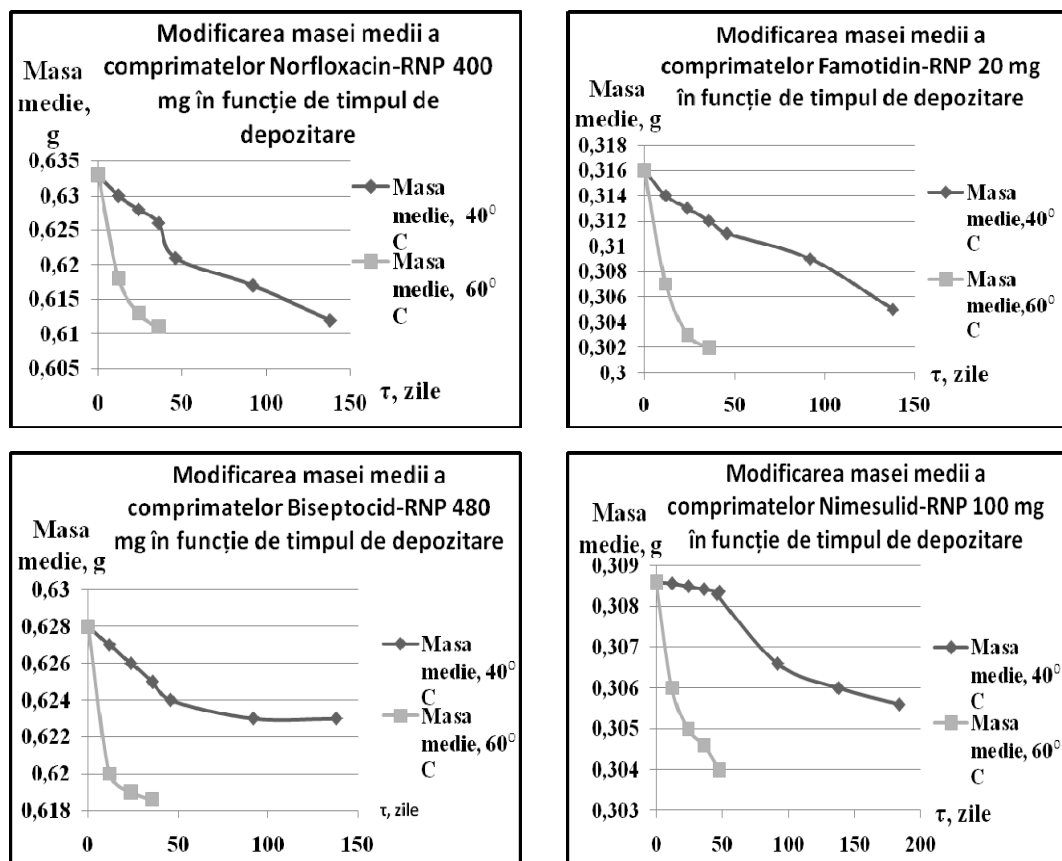 Modificarea masei medii a
comprimatelor Norfloxacin-RNP 400
mg în funcție de timpul de
depozitare
Masa
medie,
g
0,635
0,63
0,625
0,62
0,615
0,61
0,605
0
50
100
150
τ, zile
Masa
medie, 40⁰
C
Masa
medie, 60⁰
C
Modificarea masei medii a
comprimatelor Famotidin-RNP 20 mg
în funcție de timpul de depozitare
Masa
medie, g
0,318
0,316
0,314
0,312
0,31
0,308
0,306
0,304
0,302
0,3
0
50
100
150
τ, zile
Masa
medie,40⁰
C
Masa
medie,60⁰
C
Modificarea masei medii a
comprimatelor Biseptocid-RNP 480
mg în funcție de timpul de depozitare
Masa
medie, g
0,63
0,628
0,626
0,624
0,622
0,62
0,618
0
50
100
150
τ, zile
Masa
medie, 40⁰
C
Masa
medie, 60⁰
C
Modificarea masei medii a
comprimatelor Nimesulid-RNP 100 mg
în funcție de timpul de depozitare
Masa
medie, g
0,309
0,308
0,307
0,306
0,305
0,304
0,303
0
50
100
150
200
τ, zile
Masa
medie, 40⁰
C
Masa
medie, 60⁰
C